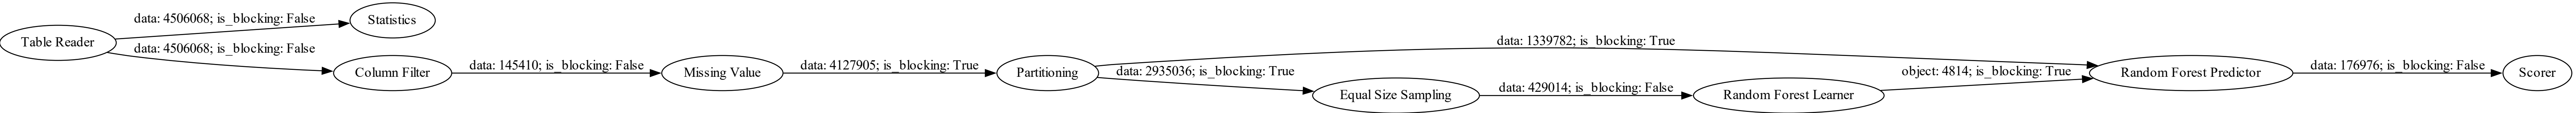 Table Reader
data: 4506068; is_blocking: False
Statistics
data: 4506068; is_blocking: False
Column Filter
data: 145410; is_blocking: False
Missing Value
data: 4127905; is_blocking: True
Partitioning
data: 1339782; is_blocking: True
data: 2935036; is_blocking: True
Equal Size Sampling
data: 429014; is_blocking: False
Random Forest Learner
object: 4814; is_blocking: True
Random Forest Predictor
data: 176976; is_blocking: False
Scorer